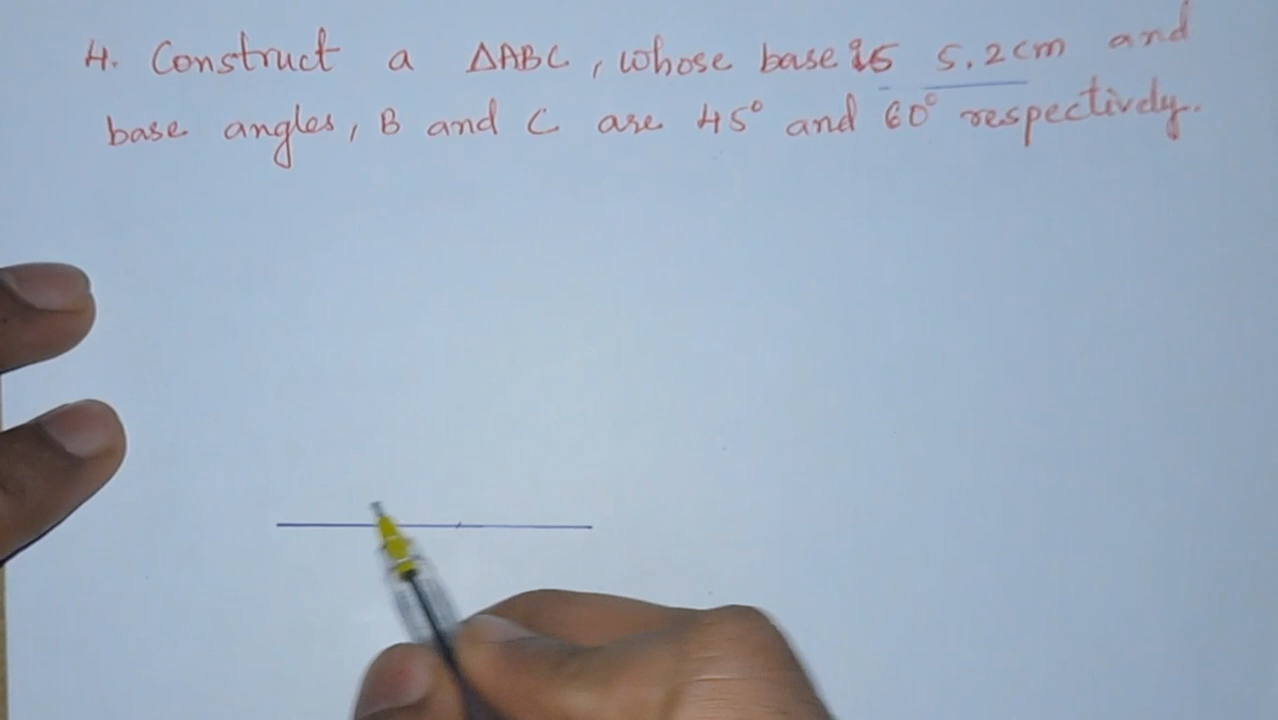 4. Construct a ΔABC, whose base is 5.2cm and
base angles, B and C are 45° and 60° respectively.